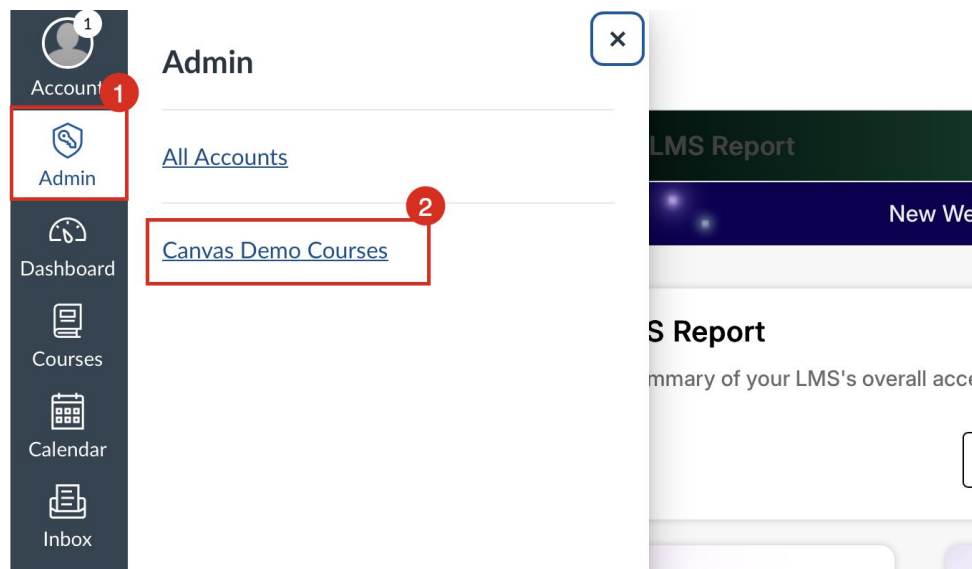 1
Account
1
Admin
Dashboard
Courses
Calendar
Inbox
Admin
×
All Accounts
2
Canvas Demo Courses
LMS Report
New We
S Report
mmary of your LMS's overall acce